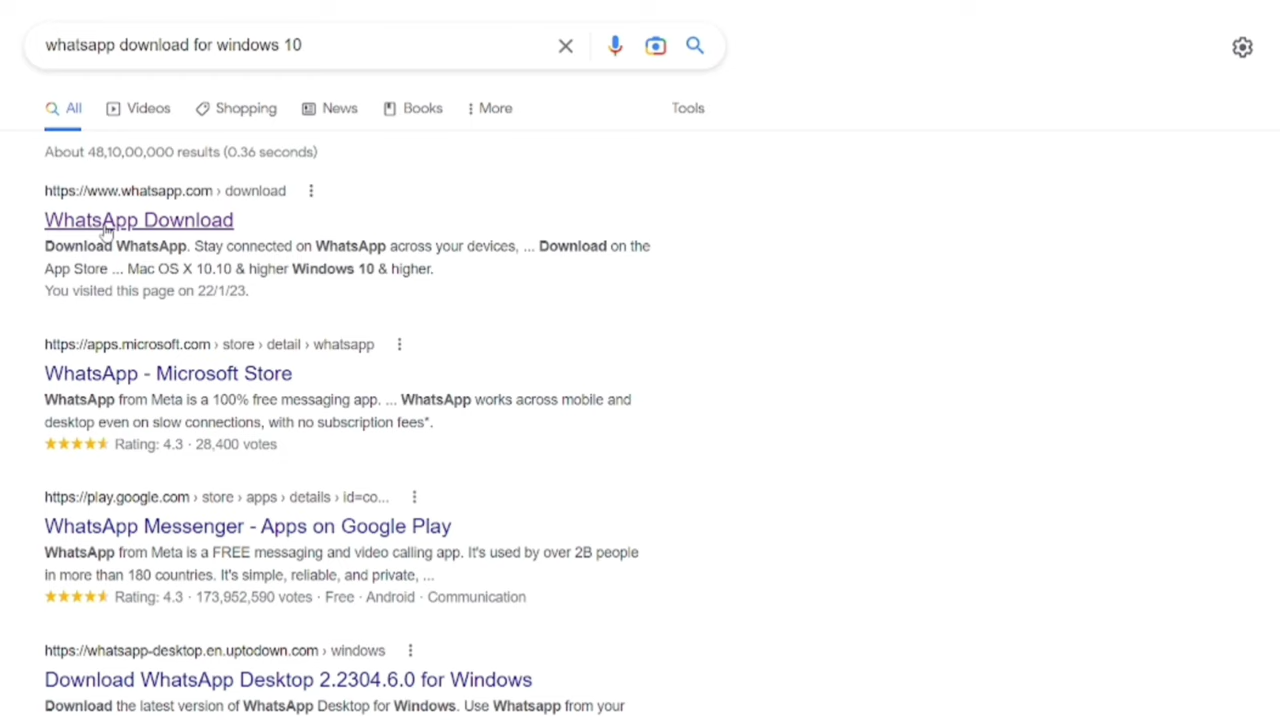 whatsapp download for windows 10
All Videos Shopping News Books More Tools
About 48,10,00,000 results (0.36 seconds)
https://www.whatsapp.com › download
WhatsApp Download
Download WhatsApp. Stay connected on WhatsApp across your devices, ... Download on the
App Store ... Mac OS X 10.10 & higher Windows 10 & higher.
You visited this page on 22/1/23.
https://apps.microsoft.com › store › detail › whatsapp
WhatsApp - Microsoft Store
WhatsApp from Meta is a 100% free messaging app. ... WhatsApp works across mobile and
desktop even on slow connections, with no subscription fees*.
Rating: 4.3 · 28,400 votes
https://play.google.com › store › apps › details › id=co...
WhatsApp Messenger - Apps on Google Play
WhatsApp from Meta is a FREE messaging and video calling app. It's used by over 2B people
in more than 180 countries. It's simple, reliable, and private, ...
Rating: 4.3 · 173,952,590 votes · Free · Android · Communication
https://whatsapp-desktop.en.uptodown.com › windows
Download WhatsApp Desktop 2.2304.6.0 for Windows
Download the latest version of WhatsApp Desktop for Windows. Use Whatsapp from your